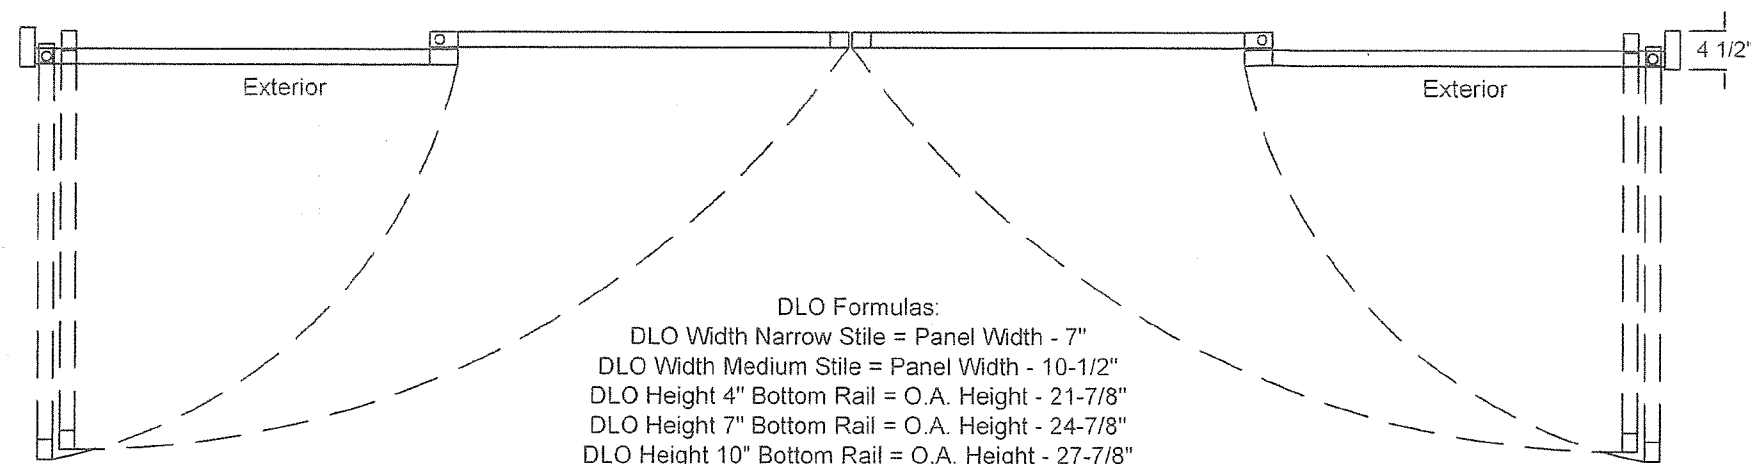 4 1/2"
Exterior
Exterior
DLO Formulas:
DLO Width Narrow Stile = Panel Width - 7"
DLO Width Medium Stile = Panel Width - 10-1/2"
DLO Height 4" Bottom Rail = O.A. Height - 21-7/8"
DLO Height 7" Bottom Rail = O.A. Height - 24-7/8"
DLO Height 10" Bottom Rail = O.A. Height - 27-7/8"